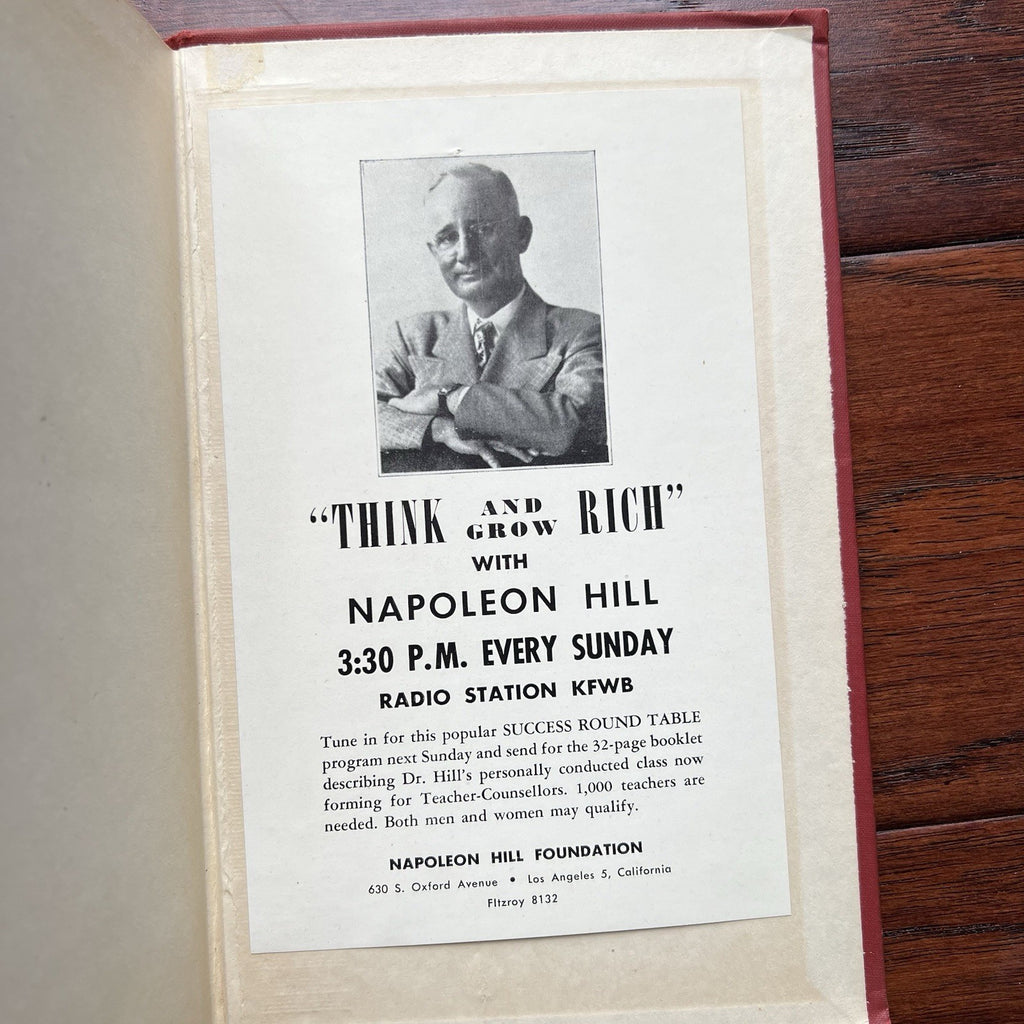 “THINK AND GROW RICH”
WITH
NAPOLEON HILL
3:30 P.M. EVERY SUNDAY
RADIO STATION KFWB
Tune in for this popular SUCCESS ROUND TABLE
program next Sunday and send for the 32-page booklet
describing Dr. Hill's personally conducted class now
forming for Teacher-Counsellors. 1,000 teachers are
needed. Both men and women may qualify.
NAPOLEON HILL FOUNDATION
630 S. Oxford Avenue • Los Angeles 5, California
FItzroy 8132